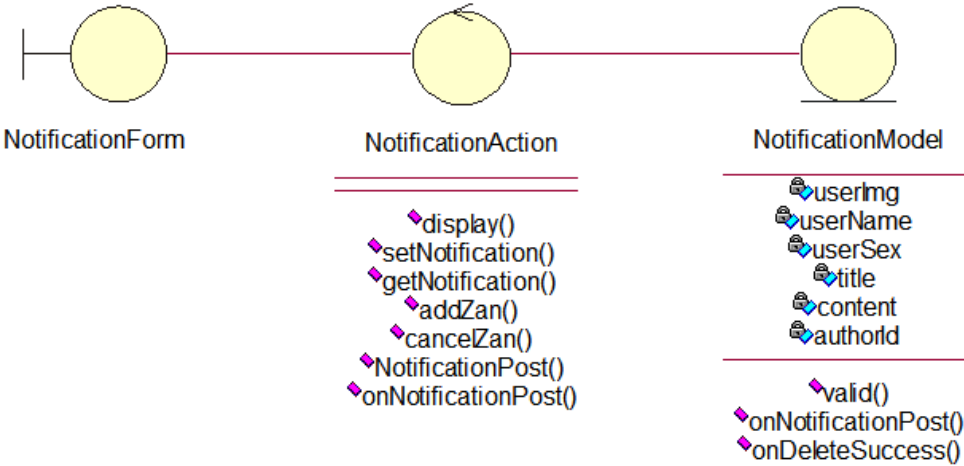 NotificationForm
NotificationAction
display()
setNotification()
getNotification()
addZan()
cancelZan()
NotificationPost()
onNotificationPost()
NotificationModel
userImg
userName
userSex
title
content
authorId
valid()
onNotificationPost()
onDeleteSuccess()